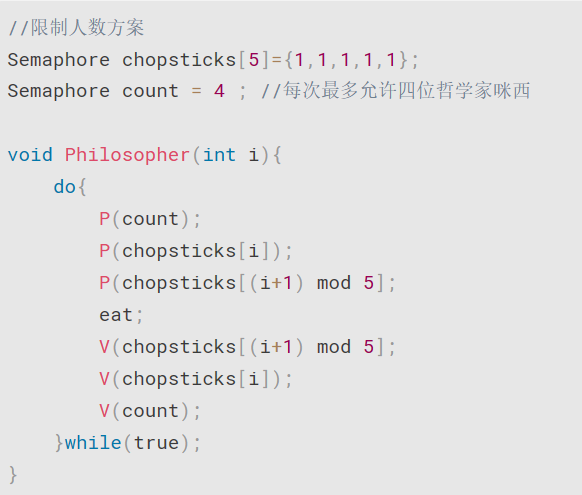 //限制人数方案
Semaphore chopsticks[5]={1,1,1,1,1};
Semaphore count = 4 ; //每次最多允许四位哲学家咪西

void Philosopher(int i){
    do{
        P(count);
        P(chopsticks[i]);
        P(chopsticks[(i+1) mod 5];
        eat;
        V(chopsticks[(i+1) mod 5];
        V(chopsticks[i]);
        V(count);
    }while(true);
}